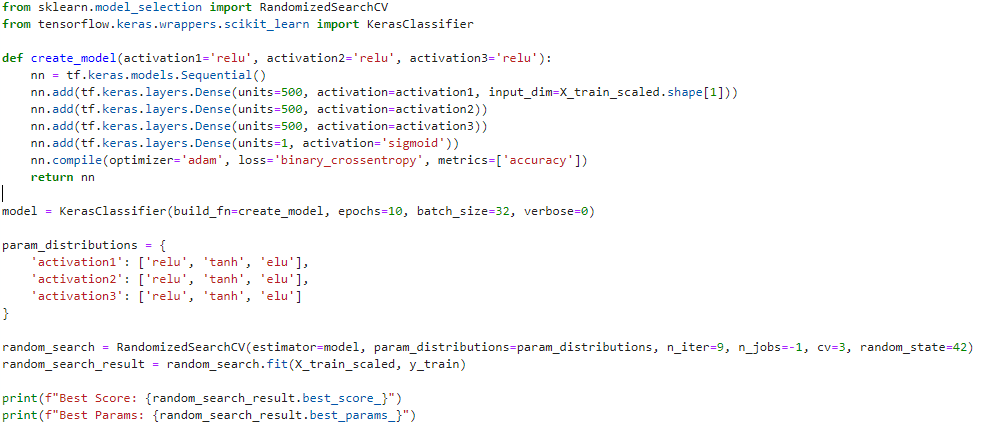 from sklearn.model_selection import RandomizedSearchCV
from tensorflow.keras.wrappers.scikit_learn import KerasClassifier

def create_model(activation1='relu', activation2='relu', activation3='relu'):
    nn = tf.keras.models.Sequential()
    nn.add(tf.keras.layers.Dense(units=500, activation=activation1, input_dim=X_train_scaled.shape[1]))
    nn.add(tf.keras.layers.Dense(units=500, activation=activation2))
    nn.add(tf.keras.layers.Dense(units=500, activation=activation3))
    nn.add(tf.keras.layers.Dense(units=1, activation='sigmoid'))
    nn.compile(optimizer='adam', loss='binary_crossentropy', metrics=['accuracy'])
    return nn

model = KerasClassifier(build_fn=create_model, epochs=10, batch_size=32, verbose=0)

param_distributions = {
    'activation1': ['relu', 'tanh', 'elu'],
    'activation2': ['relu', 'tanh', 'elu'],
    'activation3': ['relu', 'tanh', 'elu']
}

random_search = RandomizedSearchCV(estimator=model, param_distributions=param_distributions, n_iter=9, n_jobs=-1, cv=3, random_state=42)
random_search_result = random_search.fit(X_train_scaled, y_train)

print(f"Best Score: {random_search_result.best_score_}")
print(f"Best Params: {random_search_result.best_params_}")